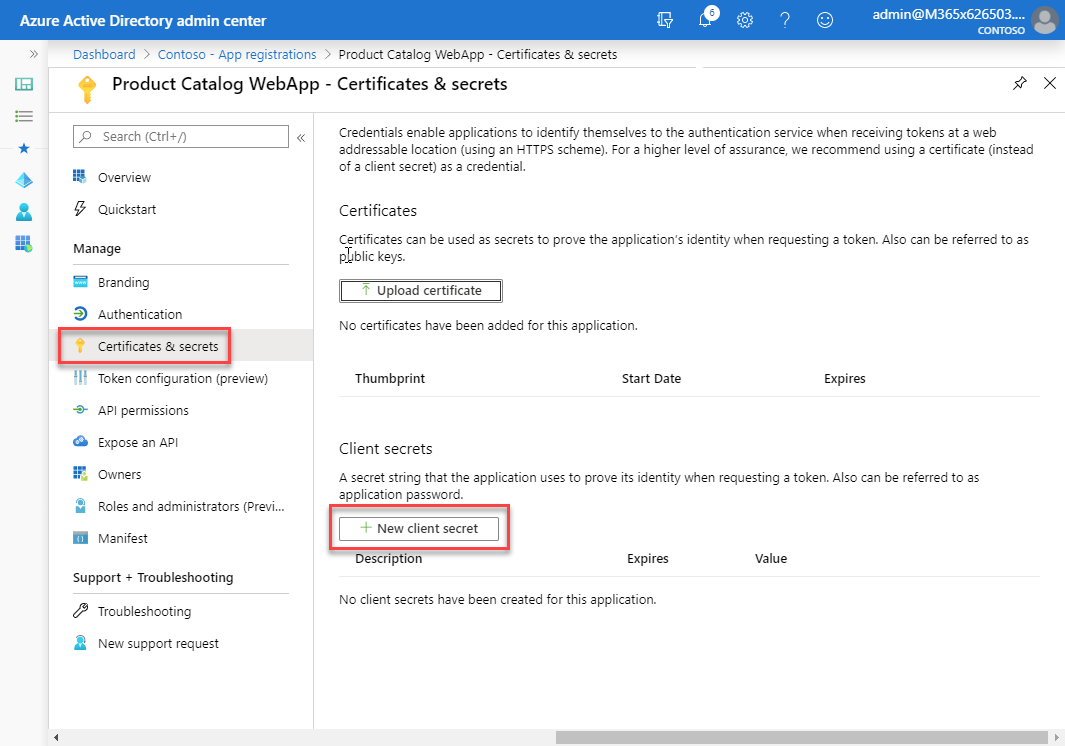 Azure Active Directory admin center
6
admin@M365x626503....
CONTOSO
Dashboard > Contoso - App registrations > Product Catalog WebApp - Certificates & secrets
Product Catalog WebApp - Certificates & secrets
Search (Ctrl+/)
Overview
Quickstart
Manage
Branding
Authentication
Certificates & secrets
Token configuration (preview)
API permissions
Expose an API
Owners
Roles and administrators (Previ...
Manifest
Support + Troubleshooting
Troubleshooting
New support request
Credentials enable applications to identify themselves to the authentication service when receiving tokens at a web
addressable location (using an HTTPS scheme). For a higher level of assurance, we recommend using a certificate (instead
of a client secret) as a credential.
Certificates
Certificates can be used as secrets to prove the application's identity when requesting a token. Also can be referred to as
public keys.
Upload certificate
No certificates have been added for this application.
Thumbprint Start Date Expires
Client secrets
A secret string that the application uses to prove its identity when requesting a token. Also can be referred to as
application password.
New client secret
Description Expires Value
No client secrets have been created for this application.